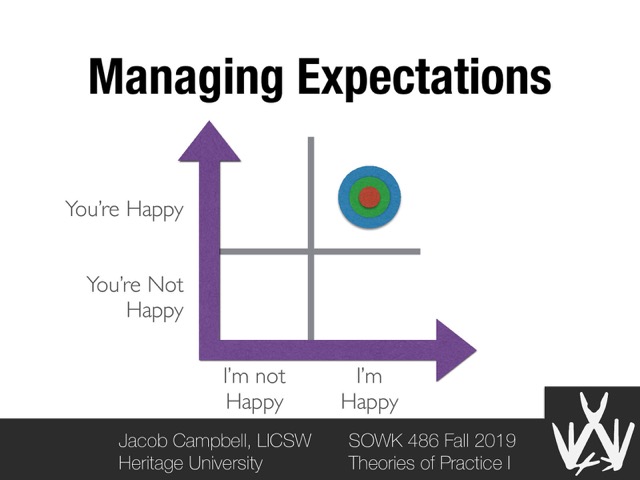 Managing Expectations
You're Happy
You're Not
Happy
I'm not
Happy
I'm
Happy
Jacob Campbell, LICSW
Heritage University
SOWK 486 Fall 2019
Theories of Practice I